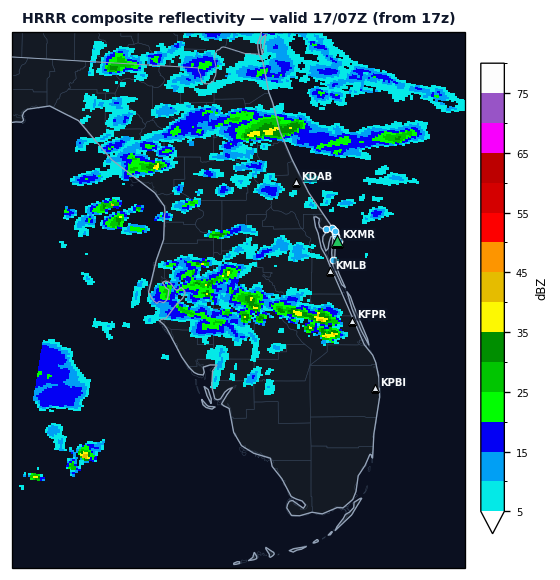 HRRR composite reflectivity — valid 17/07Z (from 17z)
KDAB
KXMR
KMLB
KFPR
KPBI
75
65
55
45
35
25
15
5
dBZ